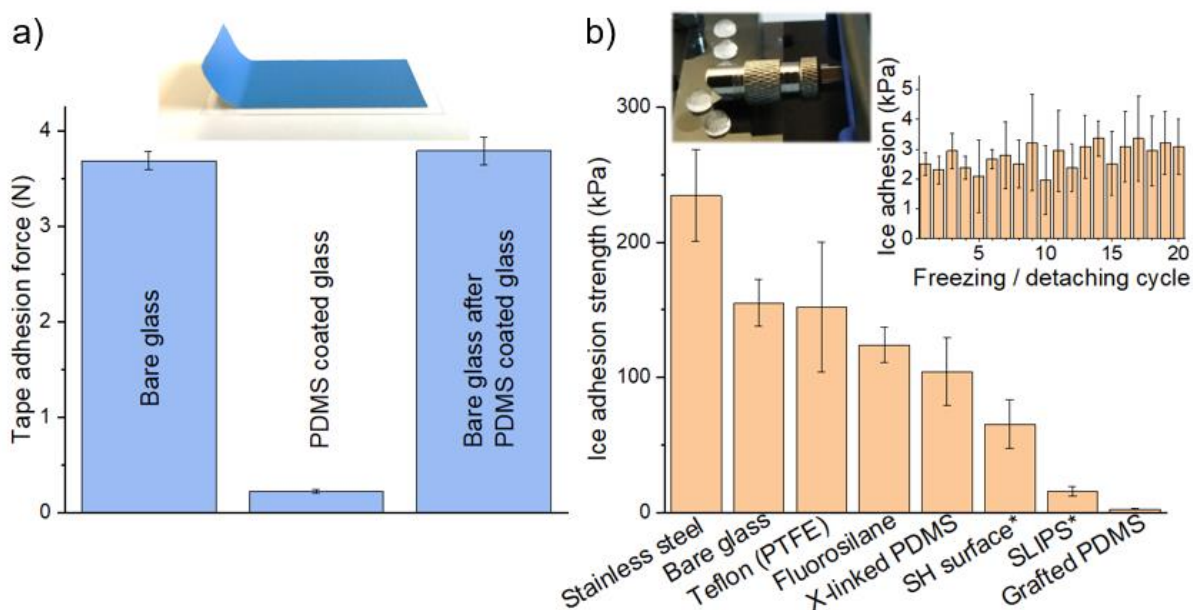 a)
Tape adhesion force (N)
4
3
2
1
0
Bare glass
PDMS coated glass
Bare glass after
PDMS coated glass
b)
Ice adhesion strength (kPa)
300
200
100
0
Stainless steel
Bare glass
Teflon (PTFE)
Fluorosilane
X-linked PDMS
SH surface*
SLIPS*
Grafted PDMS
Ice adhesion (kPa)
5
4
3
2
1
0
5
10
15
20
Freezing / detaching cycle